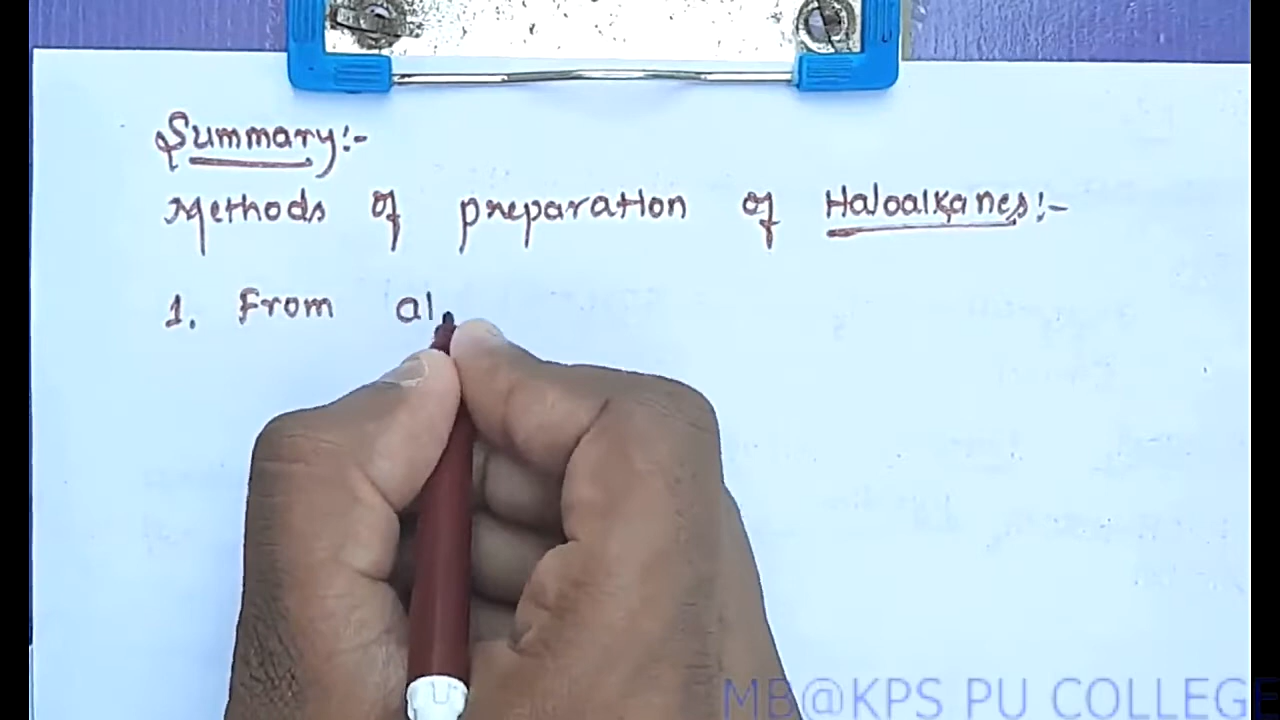 Summary:-
Methods of preparation of Haloalkanes:-
1. From al
MB@KPS PU COLLEGE